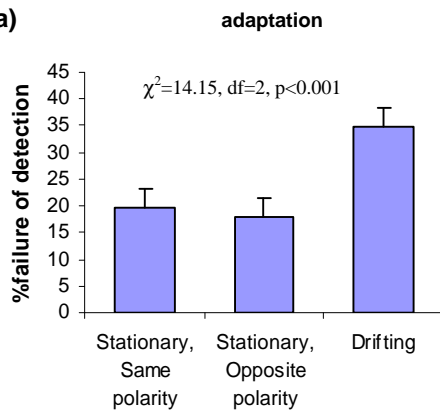 a)
adaptation
χ²=14.15, df=2, p<0.001
%failure of detection
45
40
35
30
25
20
15
10
5
0
Stationary,
Same
polarity
Stationary,
Opposite
polarity
Drifting